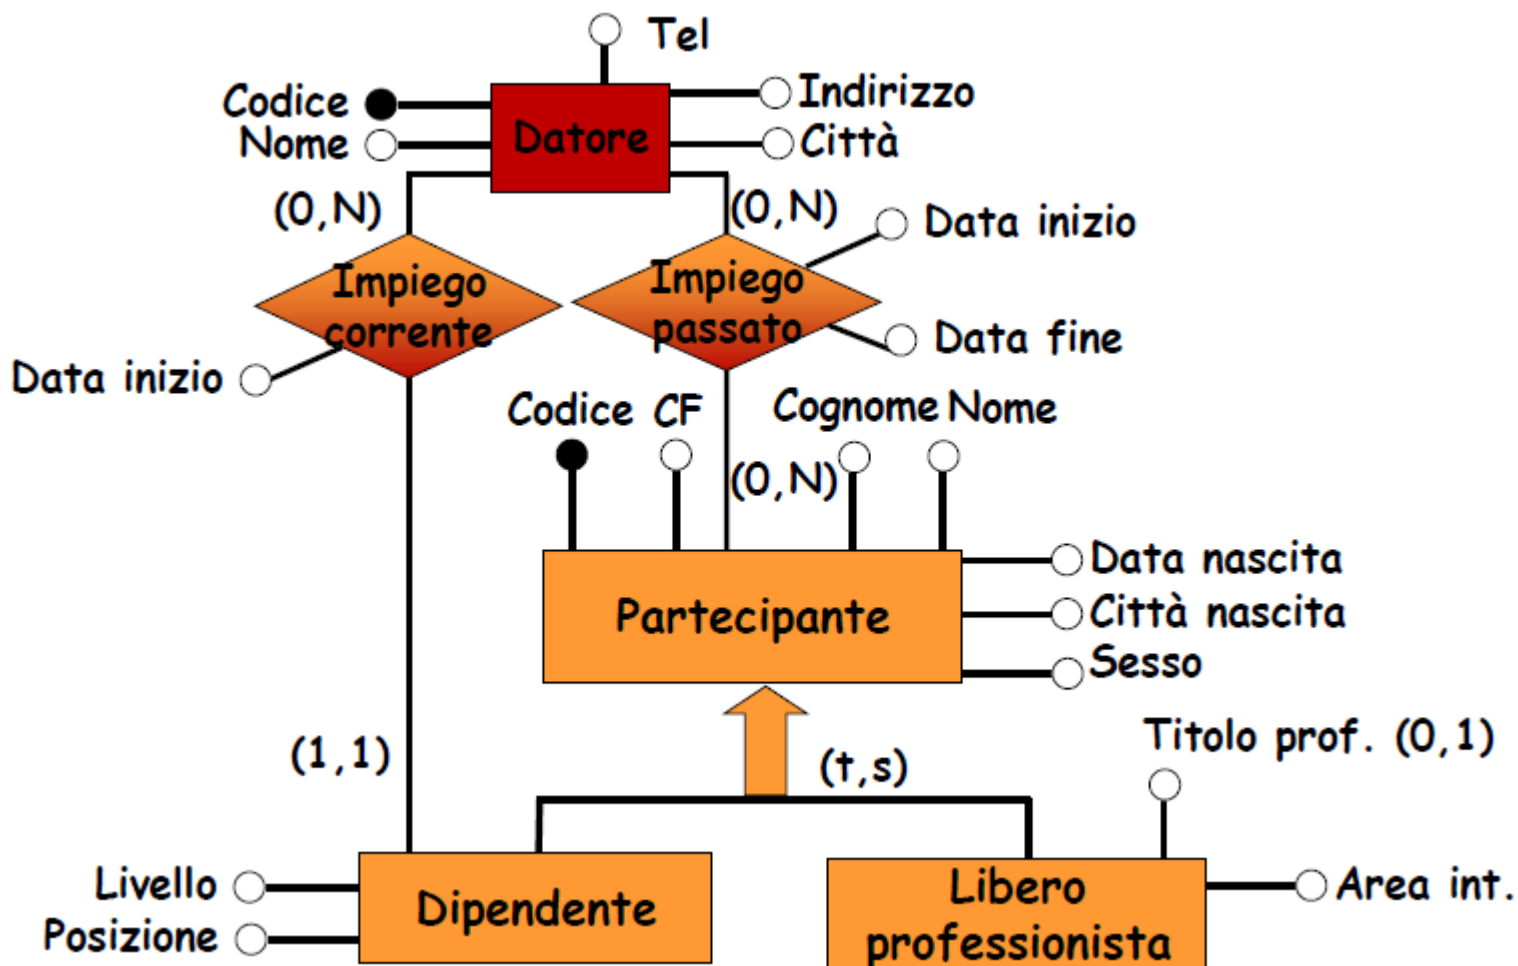 Tel
Codice
Indirizzo
Datore
Nome
Città
(0,N)
(0,N)
Data inizio
Impiego
corrente
Impiego
passato
Data fine
Data inizio
Codice CF
Cognome Nome
(0,N)
Data nascita
Partecipante
Città nascita
Sesso
Titolo prof. (0,1)
(1,1)
(t,s)
Livello
Dipendente
Posizione
Libero
professionista
Area int.